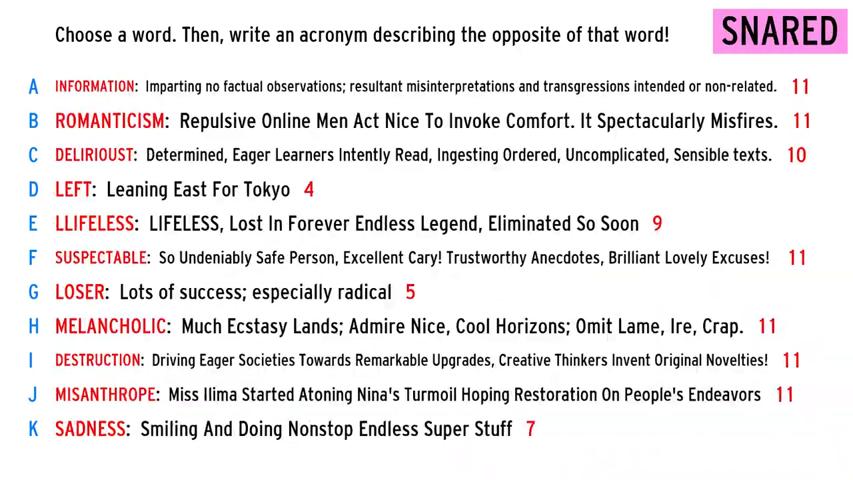 Choose a word. Then, write an acronym describing the opposite of that word!
SNARED
A INFORMATION: Imparting no factual observations; resultant misinterpretations and transgressions intended or non-related. 11
B ROMANTICISM: Repulsive Online Men Act Nice To Invoke Comfort. It Spectacularly Misfires. 11
C DELIRIOUST: Determined, Eager Learners Intently Read, Ingesting Ordered, Uncomplicated, Sensible texts. 10
D LEFT: Leaning East For Tokyo 4
E LLIFELESS: LIFELESS, Lost In Forever Endless Legend, Eliminated So Soon 9
F SUSPECTABLE: So Undeniably Safe Person, Excellent Cary! Trustworthy Anecdotes, Brilliant Lovely Excuses! 11
G LOSER: Lots of success; especially radical 5
H MELANCHOLIC: Much Ecstasy Lands; Admire Nice, Cool Horizons; Omit Lame, Ire, Crap. 11
I DESTRUCTION: Driving Eager Societies Towards Remarkable Upgrades, Creative Thinkers Invent Original Novelties! 11
J MISANTHROPE: Miss Ilima Started Atoning Nina's Turmoil Hoping Restoration On People's Endeavors 11
K SADNESS: Smiling And Doing Nonstop Endless Super Stuff 7